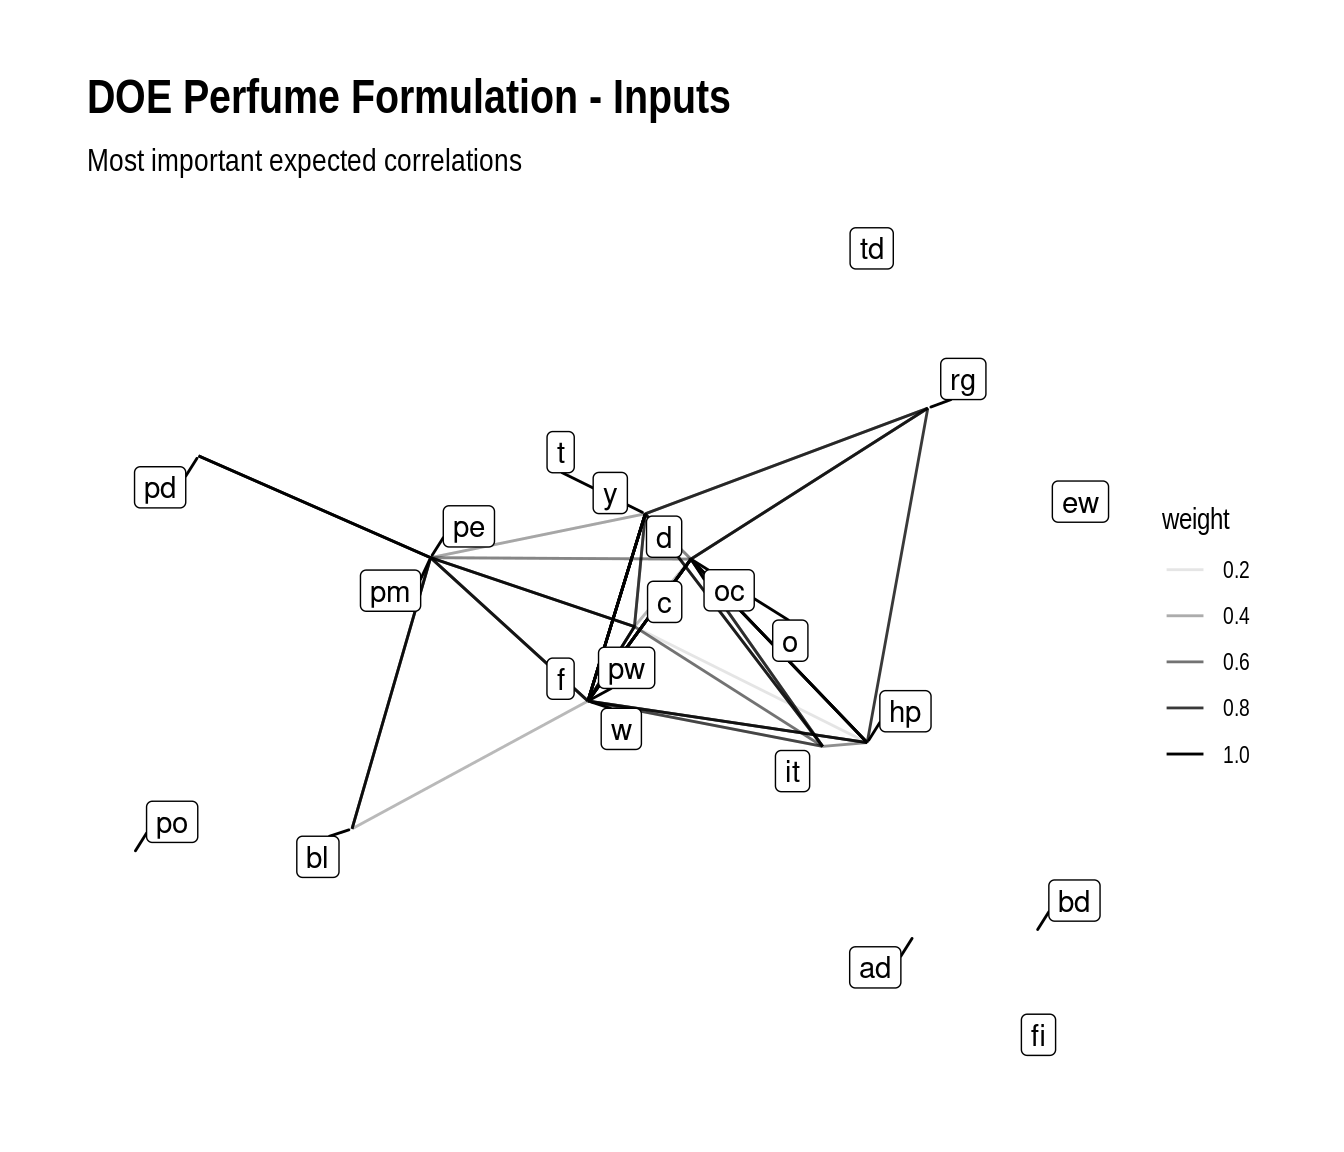 DOE Perfume Formulation - Inputs
Most important expected correlations
td
rg
t
pd
y
ew
pe
d
weight
0.2
pm
c
oc
0.4
o
f
pw
0.6
hp
w
0.8
it
1.0
po
bl
bd
ad
fi